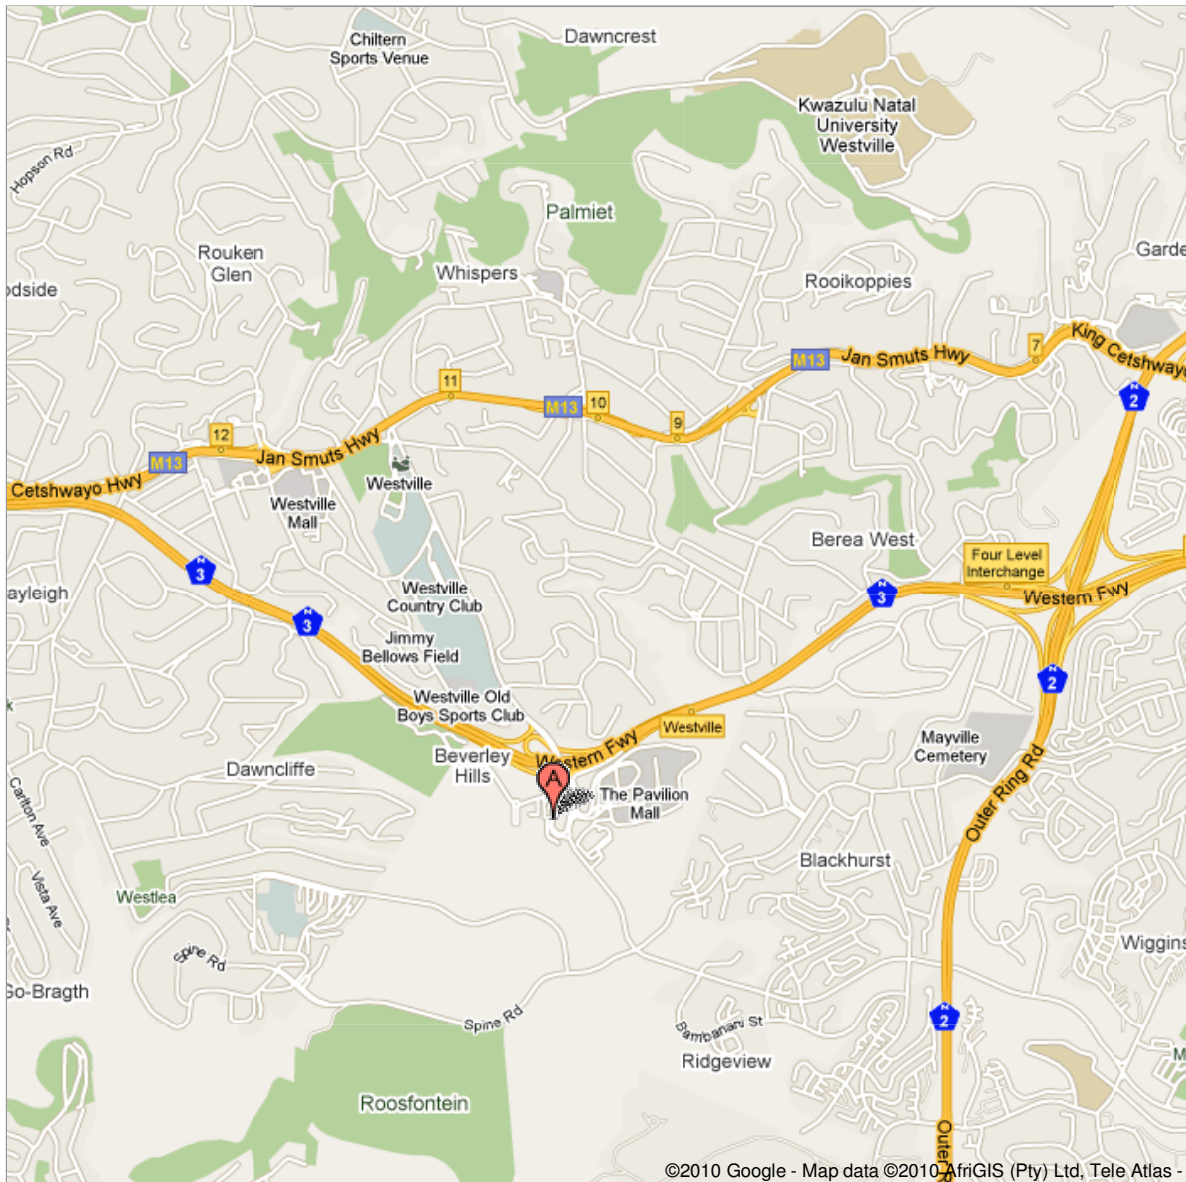 Dawncrest
Chiltern
Sports Venue
Kwazulu Natal
University
Westville
Hopson Rd
Palmiet
Rouken
Glen
Whispers
Rooikoppies
Garde
odside
King Cetshwayo
7
M13
Jan Smuts Hwy
11
M13
10
9
N
2
12
M13
Jan Smuts Hwy
Cetshwayo Hwy
Westville
Westville
Mall
Berea West
Four Level
Interchange
N
3
ayleigh
Westville
Country Club
N
3
Western Fwy
N
3
Jimmy
Bellows Field
N
2
Westville Old
Boys Sports Club
Westville
Mayville
Cemetery
Western Fwy
Beverley
Hills
Dawncliffe
A
The Pavilion
Mall
Outer Ring Rd
Carlton Ave
Blackhurst
Vista Ave
Westlea
Wiggins
Spine Rd
Go-Bragth
Spine Rd
Bambanani St
N
2
Ridgeview
M
Roosfontein
Outer R
©2010 Google - Map data ©2010 AfriGIS (Pty) Ltd, Tele Atlas -